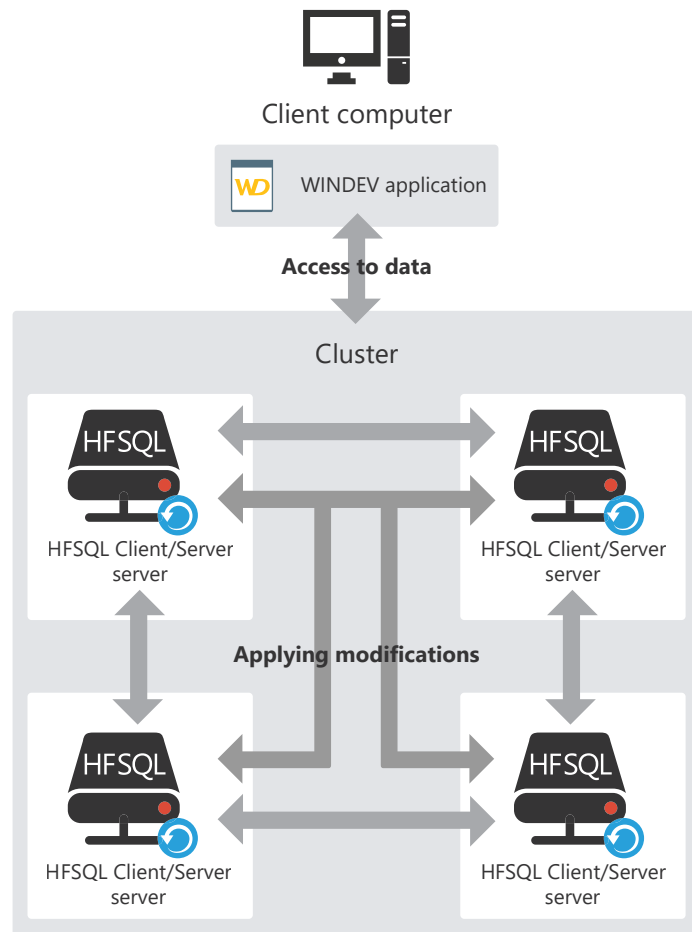 Client computer
WD
WINDEV application
Access to data
Cluster
HFSQL
HFSQL Client/Server
server
HFSQL
HFSQL Client/Server
server
Applying modifications
HFSQL
HFSQL Client/Server
server
HFSQL
HFSQL Client/Server
server